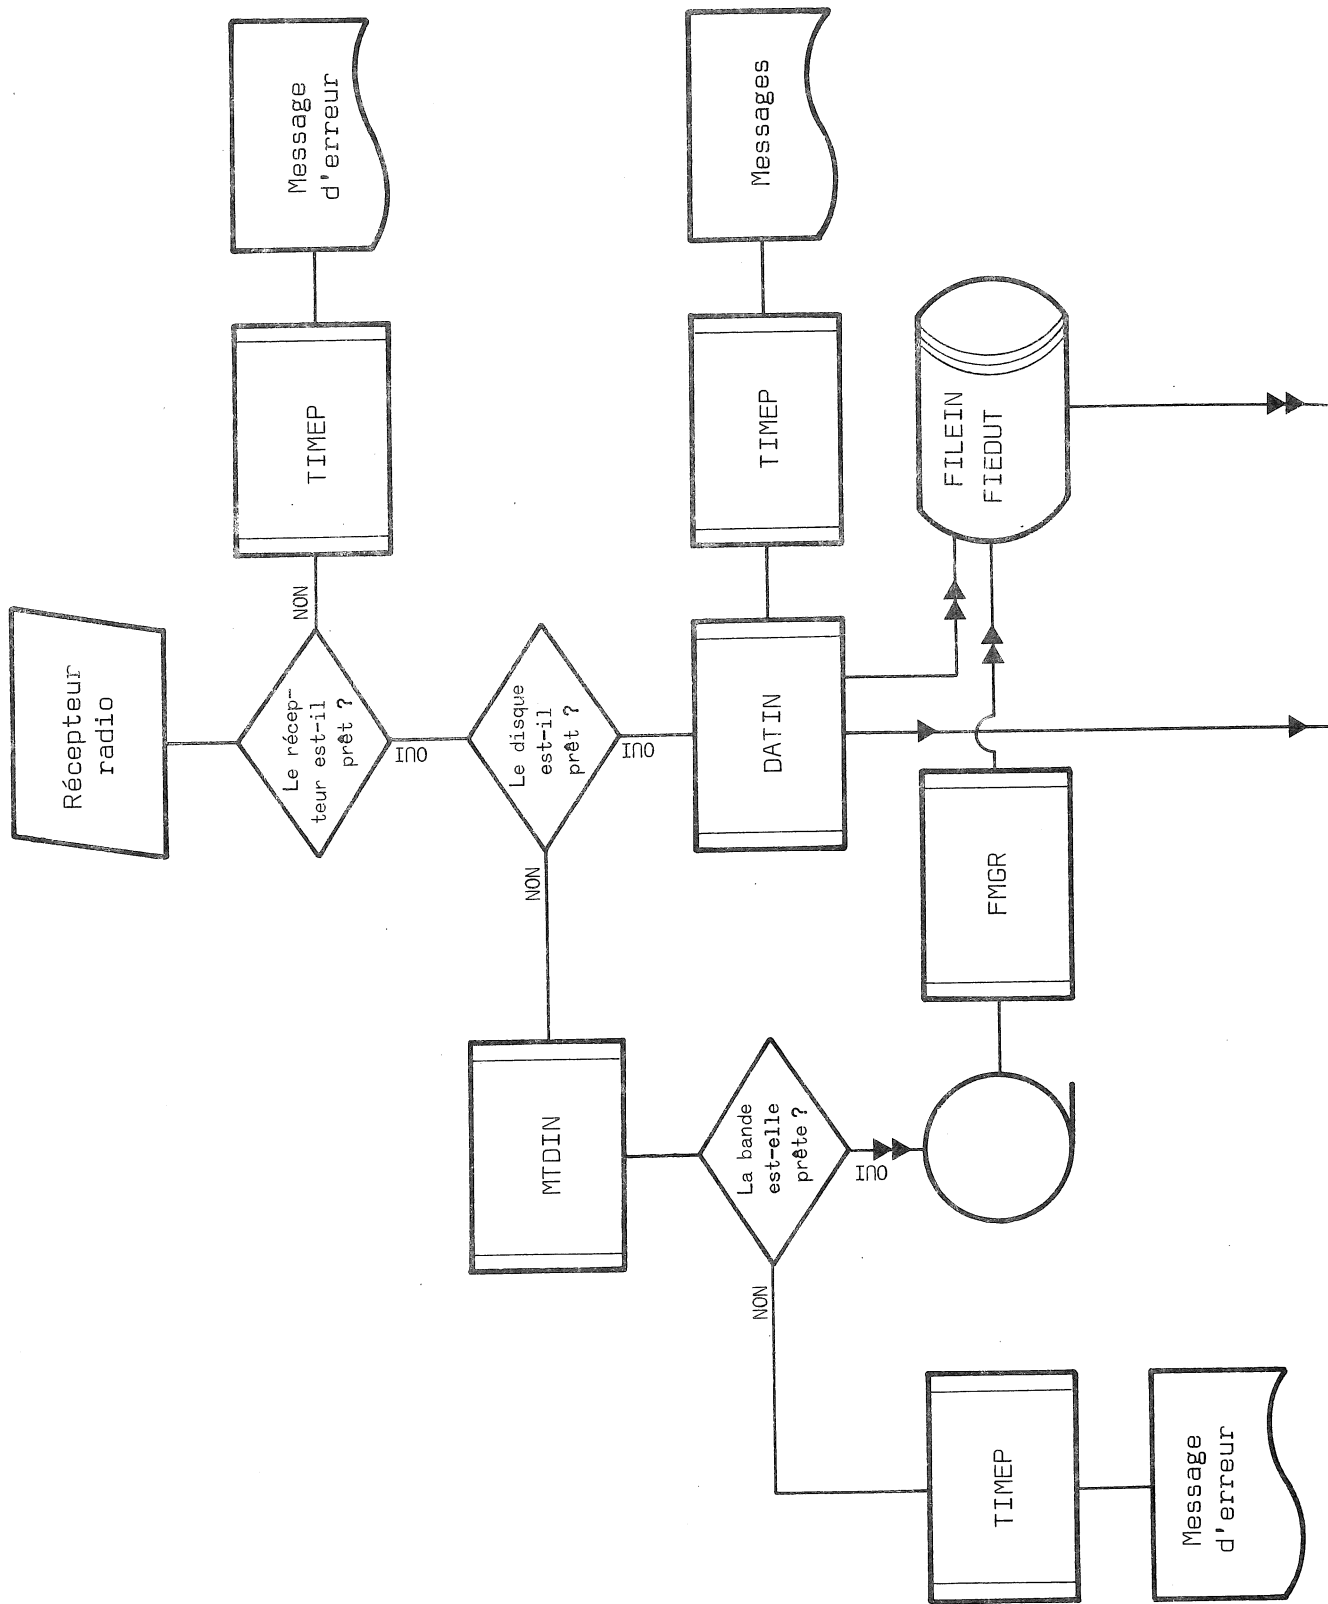 Récepteur
radio
Le récep-
teur est-il
prêt ?
NON
TIMEP
Message
d'erreur
OUI
Le disque
est-il
prêt ?
NON
OUI
MTDIN
DATIN
TIMEP
Messages
La bande
est-elle
prête ?
NON
OUI
FMGR
FILEIN
FIEDUT
TIMEP
Message
d'erreur